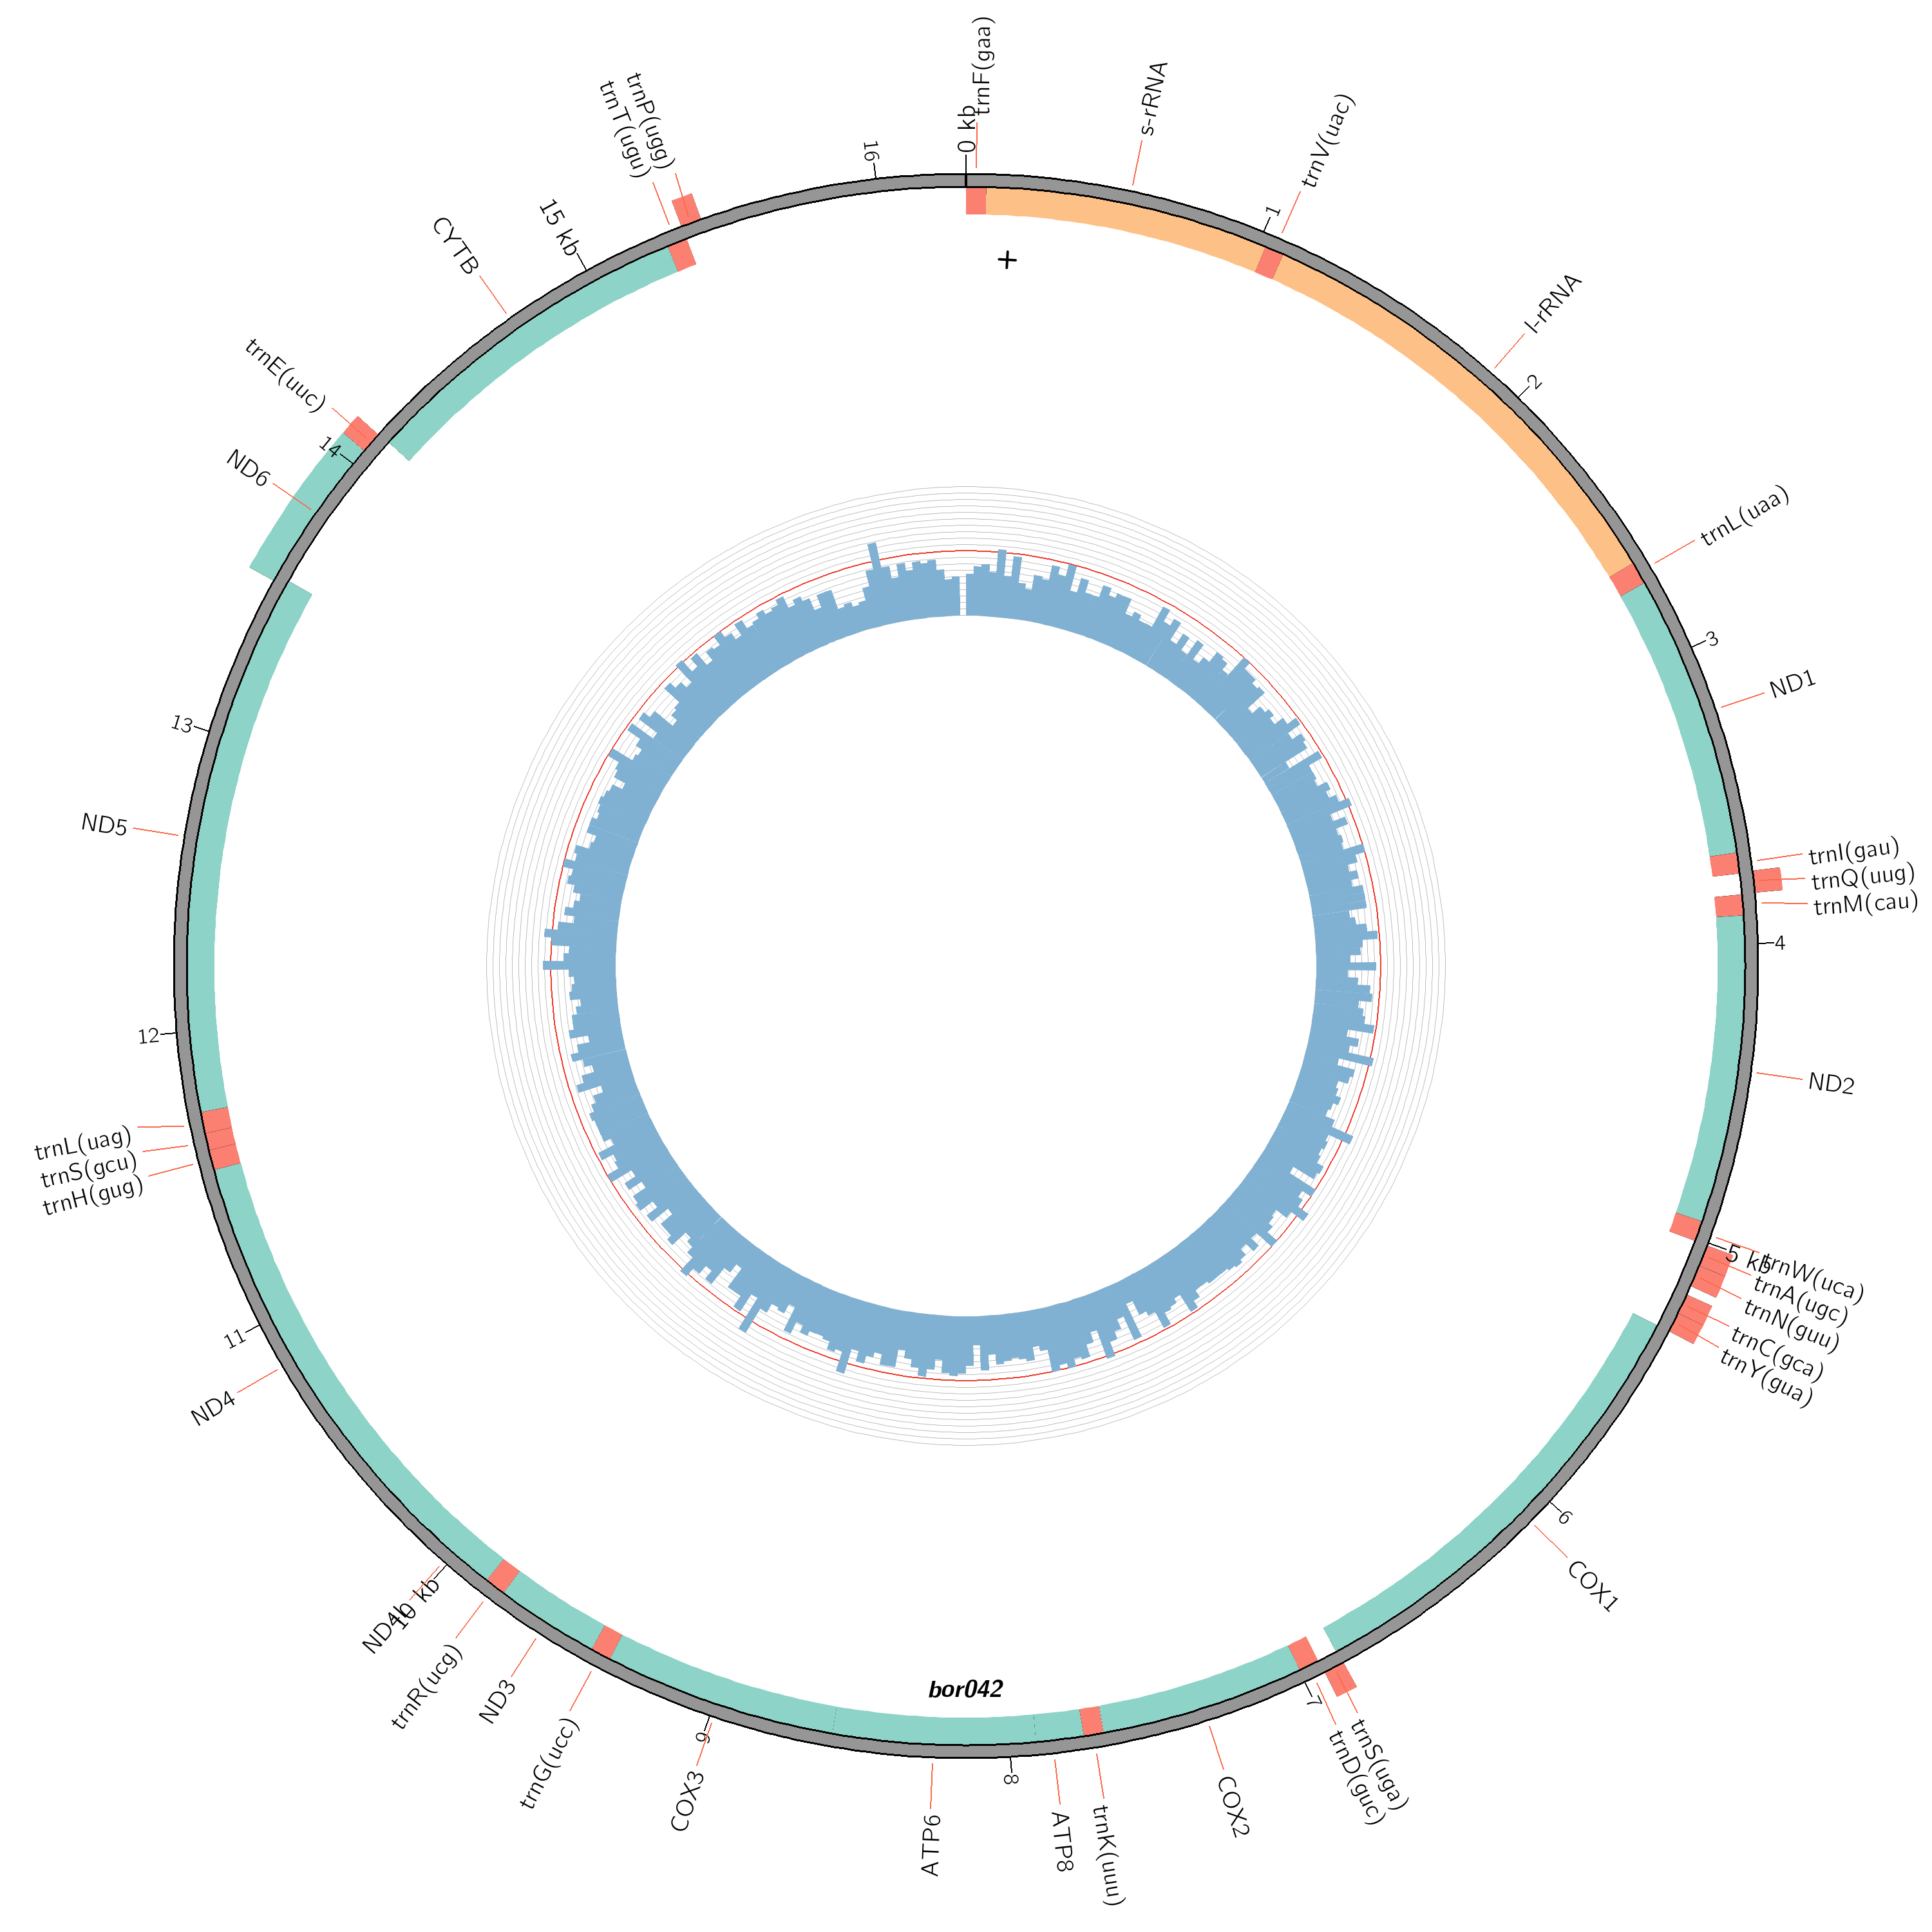 0 kb
trnF(gaa)
s-rRNA
1
trnV(uac)
l-rRNA
2
trnL(uaa)
3
ND1
trnI(gau)
trnQ(uug)
trnM(cau)
4
ND2
5 kb
trnW(uca)
trnA(ugc)
trnN(guu)
trnC(gca)
trnY(gua)
6
COX1
trnS(uga)
trnD(guc)
7
COX2
trnK(uuu)
ATP8
8
ATP6
COX3
9
trnG(ucc)
ND3
trnR(ucg)
10 kb
ND4L
ND4
11
trnH(gug)
trnS(gcu)
trnL(uag)
12
ND5
13
ND6
14
trnE(uuc)
CYTB
15 kb
trnT(ugu)
trnP(ugg)
16
+
bor042